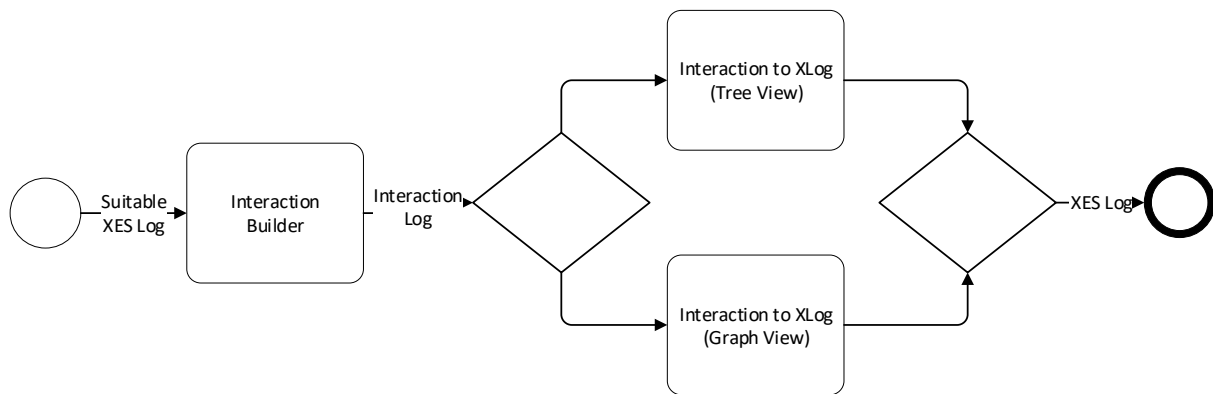 Suitable
XES Log
Interaction
Builder
Interaction
Log
Interaction to XLog
(Tree View)
Interaction to XLog
(Graph View)
XES Log